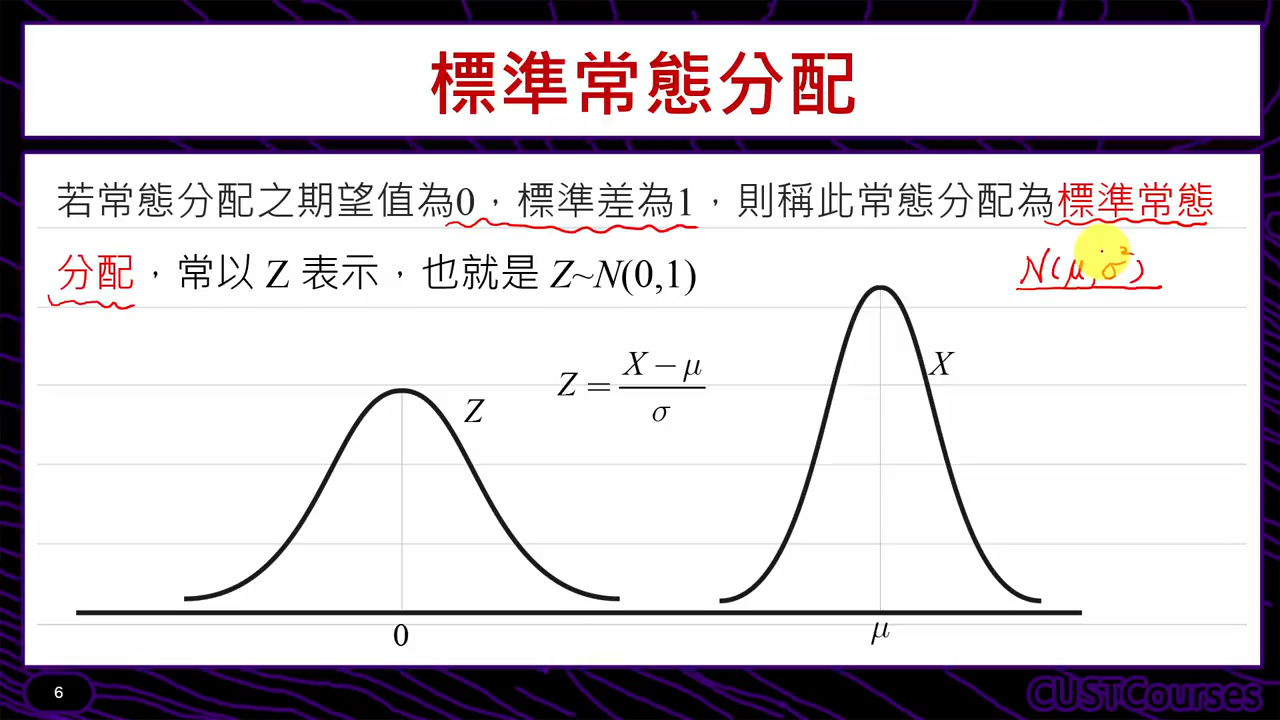 標準常態分配
若常態分配之期望值為0，標準差為1，則稱此常態分配為標準常態
分配，常以 Z 表示，也就是 Z~N(0,1)
N(μ,σ²)
Z = (X − μ) / σ
X
Z
0
μ
6
CUSTCourses